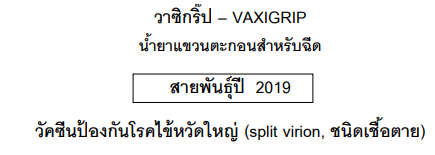 วาซิกริ๊ป – VAXIGRIP
น้ำยาแขวนตะกอนสำหรับฉีด
สายพันธุ์ปี 2019
วัคซีนป้องกันโรคไข้หวัดใหญ่ (split virion, ชนิดเชื้อตาย)